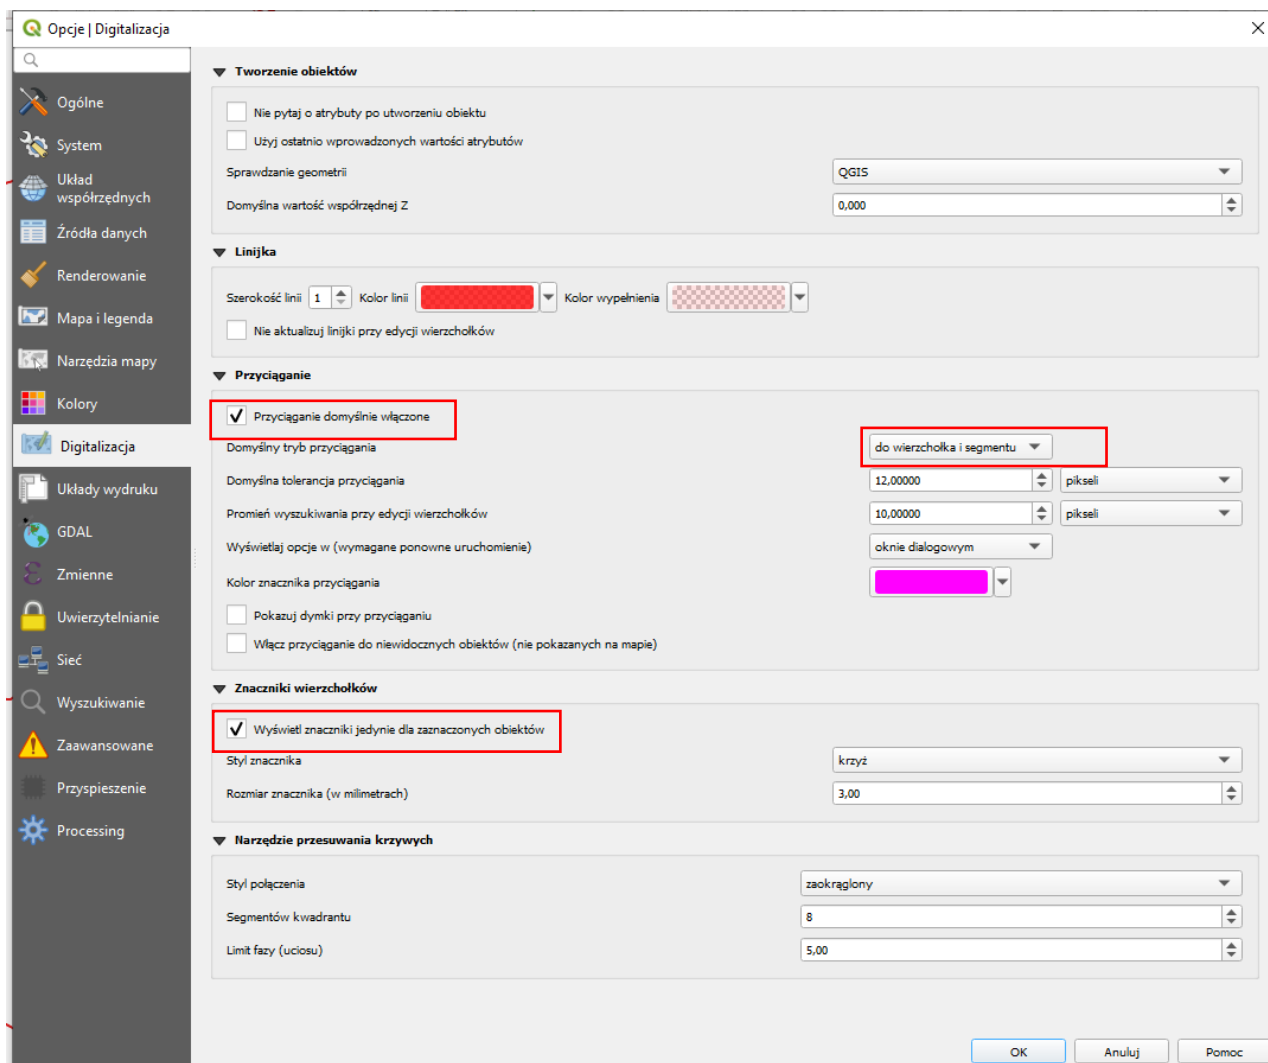 Opcje | Digitalizacja
Ogólne
System
Układ
współrzędnych
Źródła danych
Renderowanie
Mapa i legenda
Narzędzia mapy
Kolory
Digitalizacja
Układy wydruku
GDAL
Zmienne
Uwierzytelnianie
Sieć
Wyszukiwanie
Zaawansowane
Przyspieszenie
Processing
Tworzenie obiektów
Nie pytaj o atrybuty po utworzeniu obiektu
Użyj ostatnio wprowadzonych wartości atrybutów
Sprawdzanie geometrii QGIS
Domyślna wartość współrzędnej Z 0,000
Linijka
Szerokość linii 1 Kolor linii Kolor wypełnienia
Nie aktualizuj linijki przy edycji wierzchołków
Przyciąganie
Przyciąganie domyślnie włączone
Domyślny tryb przyciągania do wierzchołka i segmentu
Domyślna tolerancja przyciągania 12,00000 pikseli
Promień wyszukiwania przy edycji wierzchołków 10,00000 pikseli
Wyświetlaj opcje w (wymagane ponowne uruchomienie) oknie dialogowym
Kolor znacznika przyciągania
Pokazuj dymki przy przyciąganiu
Włącz przyciąganie do niewidocznych obiektów (nie pokazanych na mapie)
Znaczniki wierzchołków
Wyświetl znaczniki jedynie dla zaznaczonych obiektów
Styl znacznika krzyż
Rozmiar znacznika (w milimetrach) 3,00
Narzędzie przesuwania krzywych
Styl połączenia zaokrąglony
Segmentów kwadrantu 8
Limit fazy (uciosu) 5,00
OK Anuluj Pomoc